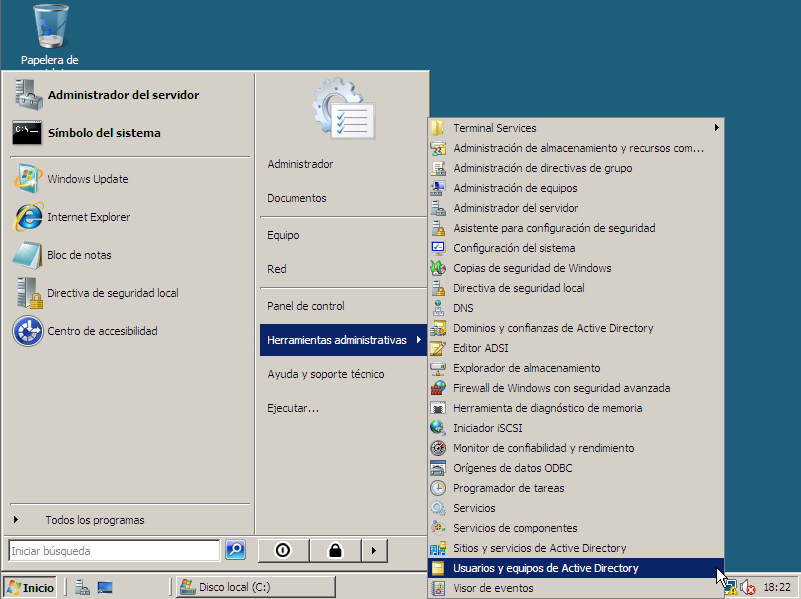 Papelera de
Administrador del servidor
Símbolo del sistema
Windows Update
Internet Explorer
Bloc de notas
Directiva de seguridad local
Centro de accesibilidad
Todos los programas
Iniciar búsqueda
Administrador
Documentos
Equipo
Red
Panel de control
Herramientas administrativas
Ayuda y soporte técnico
Ejecutar...
Terminal Services
Administración de almacenamiento y recursos com...
Administración de directivas de grupo
Administración de equipos
Administrador del servidor
Asistente para configuración de seguridad
Configuración del sistema
Copias de seguridad de Windows
Directiva de seguridad local
DNS
Dominios y confianzas de Active Directory
Editor ADSI
Explorador de almacenamiento
Firewall de Windows con seguridad avanzada
Herramienta de diagnóstico de memoria
Iniciador iSCSI
Monitor de confiabilidad y rendimiento
Orígenes de datos ODBC
Programador de tareas
Servicios
Servicios de componentes
Sitios y servicios de Active Directory
Usuarios y equipos de Active Directory
Visor de eventos
Inicio
Disco local (C:)
18:22